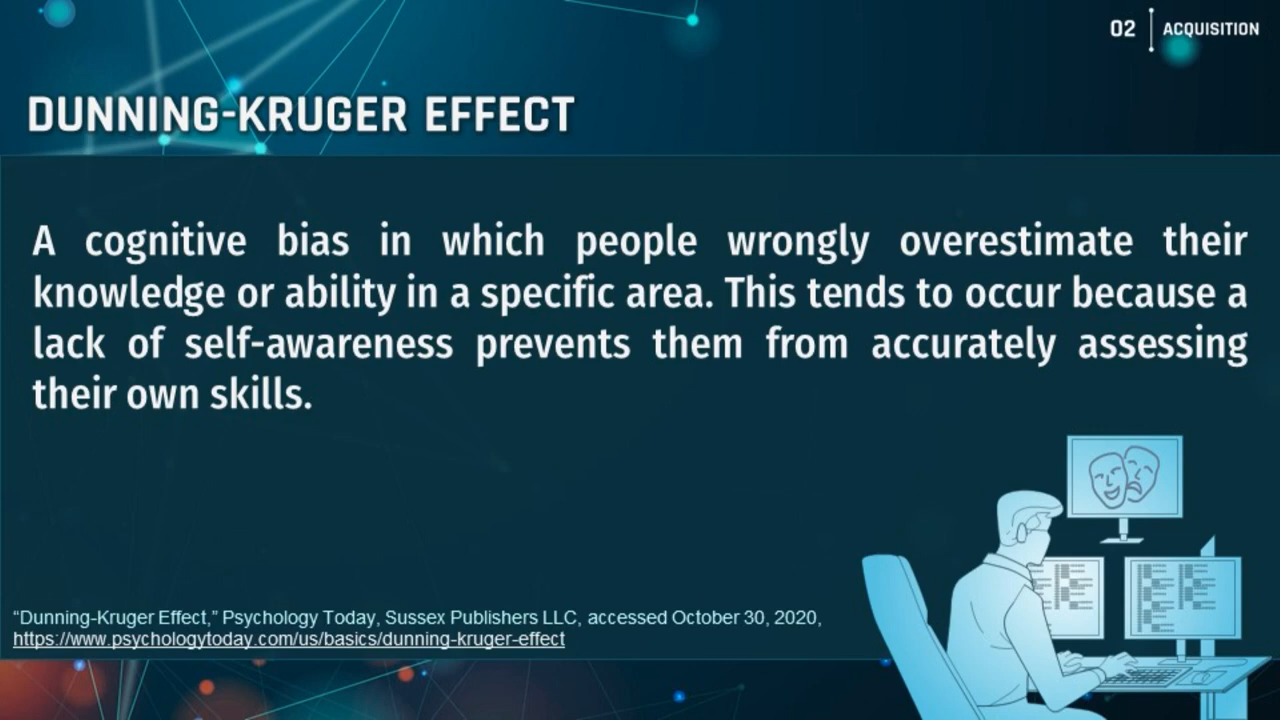 02 ACQUISITION
DUNNING-KRUGER EFFECT
A cognitive bias in which people wrongly overestimate their
knowledge or ability in a specific area. This tends to occur because a
lack of self-awareness prevents them from accurately assessing
their own skills.
“Dunning-Kruger Effect,” Psychology Today, Sussex Publishers LLC, accessed October 30, 2020,
https://www.psychologytoday.com/us/basics/dunning-kruger-effect